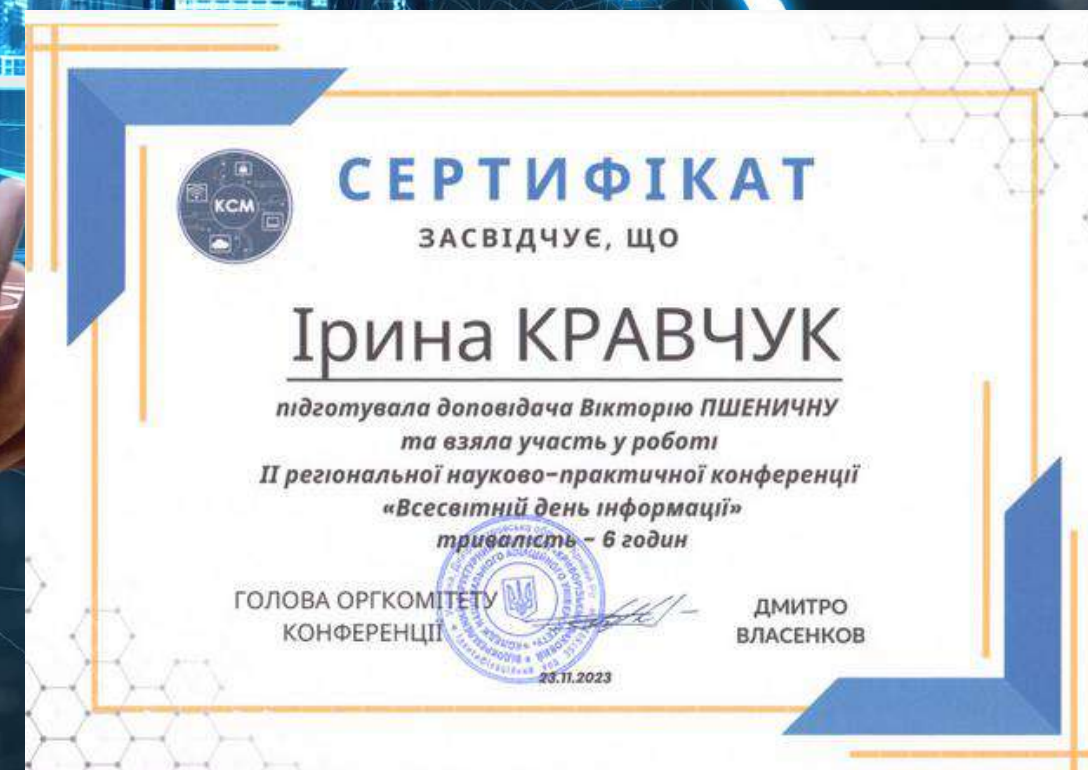 КСМ
СЕРТИФІКАТ
ЗАСВІДЧУЄ, ЩО
Ірина КРАВЧУК
підготувала доповідача Вікторію ПШЕНИЧНУ
та взяла участь у роботі
ІІ регіональної науково-практичної конференції
«Всесвітній день інформації»
тривалість - 6 годин
ГОЛОВА ОРГКОМІТЕТУ
КОНФЕРЕНЦІЇ
ДМИТРО
ВЛАСЕНКОВ
23.11.2023